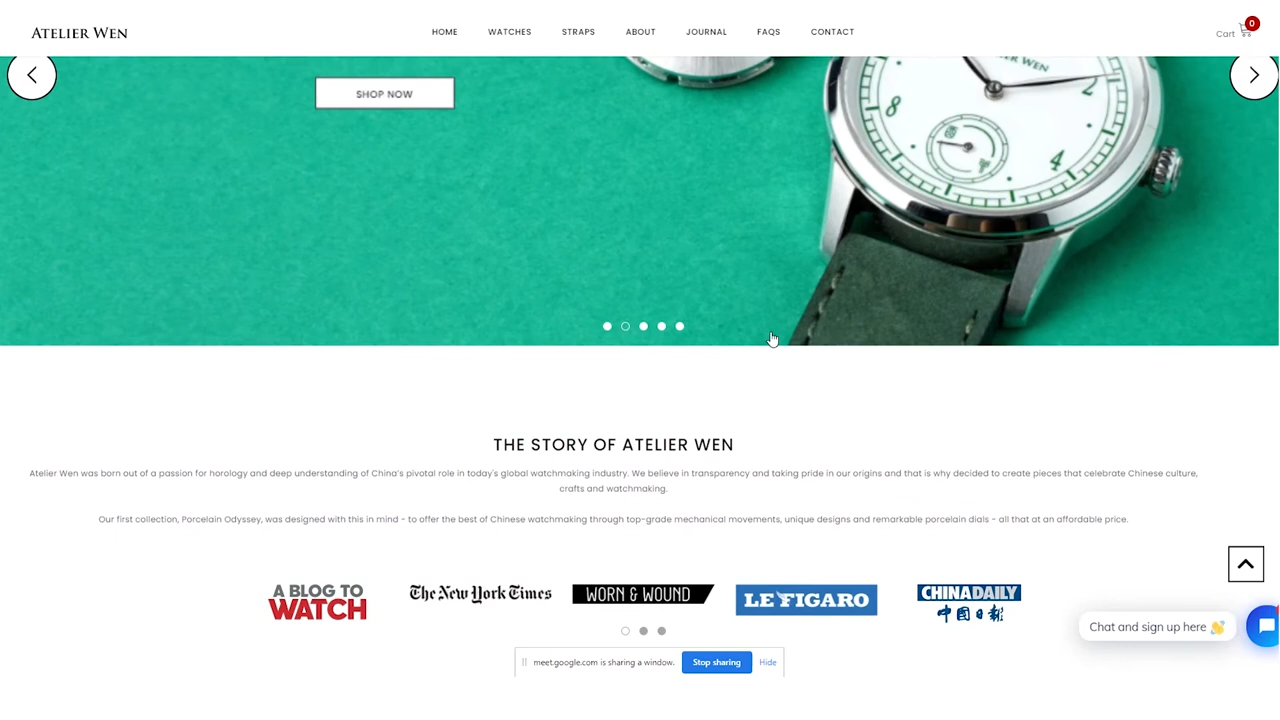 ATELIER WEN
HOME WATCHES STRAPS ABOUT JOURNAL FAQS CONTACT
Cart 0
SHOP NOW
ATELIER WEN
8 2 4
THE STORY OF ATELIER WEN
Atelier Wen was born out of a passion for horology and deep understanding of China's pivotal role in today's global watchmaking industry. We believe in transparency and taking pride in our origins and that is why decided to create pieces that celebrate Chinese culture,
crafts and watchmaking.
Our first collection, Porcelain Odyssey, was designed with this in mind - to offer the best of Chinese watchmaking through top-grade mechanical movements, unique designs and remarkable porcelain dials - all that at an affordable price.
A BLOG TO
WATCH
The New York Times
WORN & WOUND
LE FIGARO
CHINADAILY
中国日报
Chat and sign up here 👋
meet.google.com is sharing a window. Stop sharing Hide